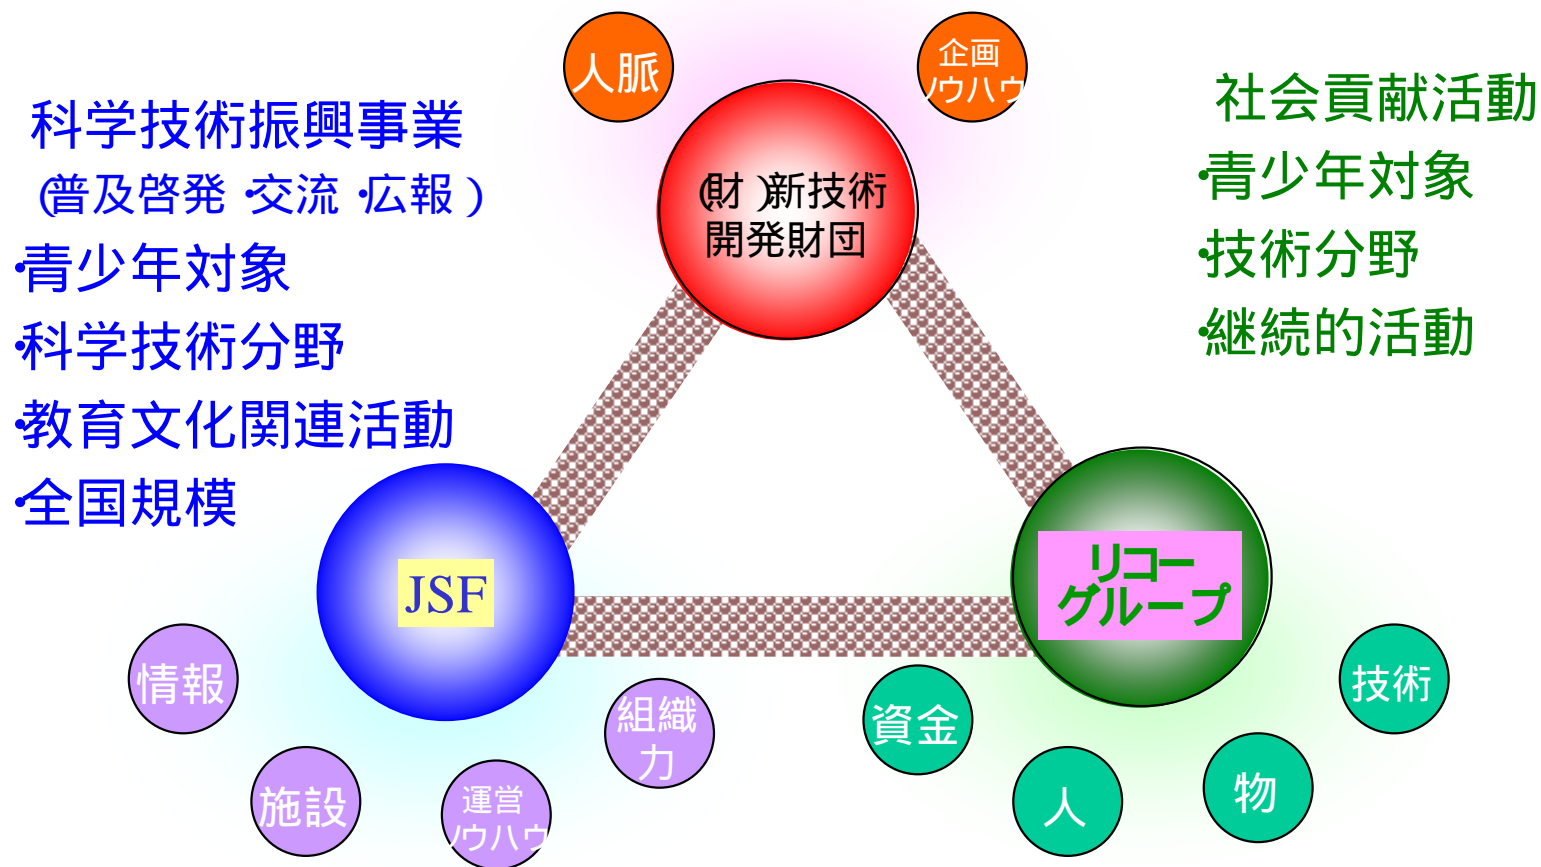 人脈
企画
ノウハウ
科学技術振興事業
(普及啓発・交流・広報)
・青少年対象
・科学技術分野
・教育文化関連活動
・全国規模
社会貢献活動
・青少年対象
・技術分野
・継続的活動
(財)新技術
開発財団
JSF
リコー
グループ
情報
施設
運営
ノウハウ
組織
力
資金
人
物
技術